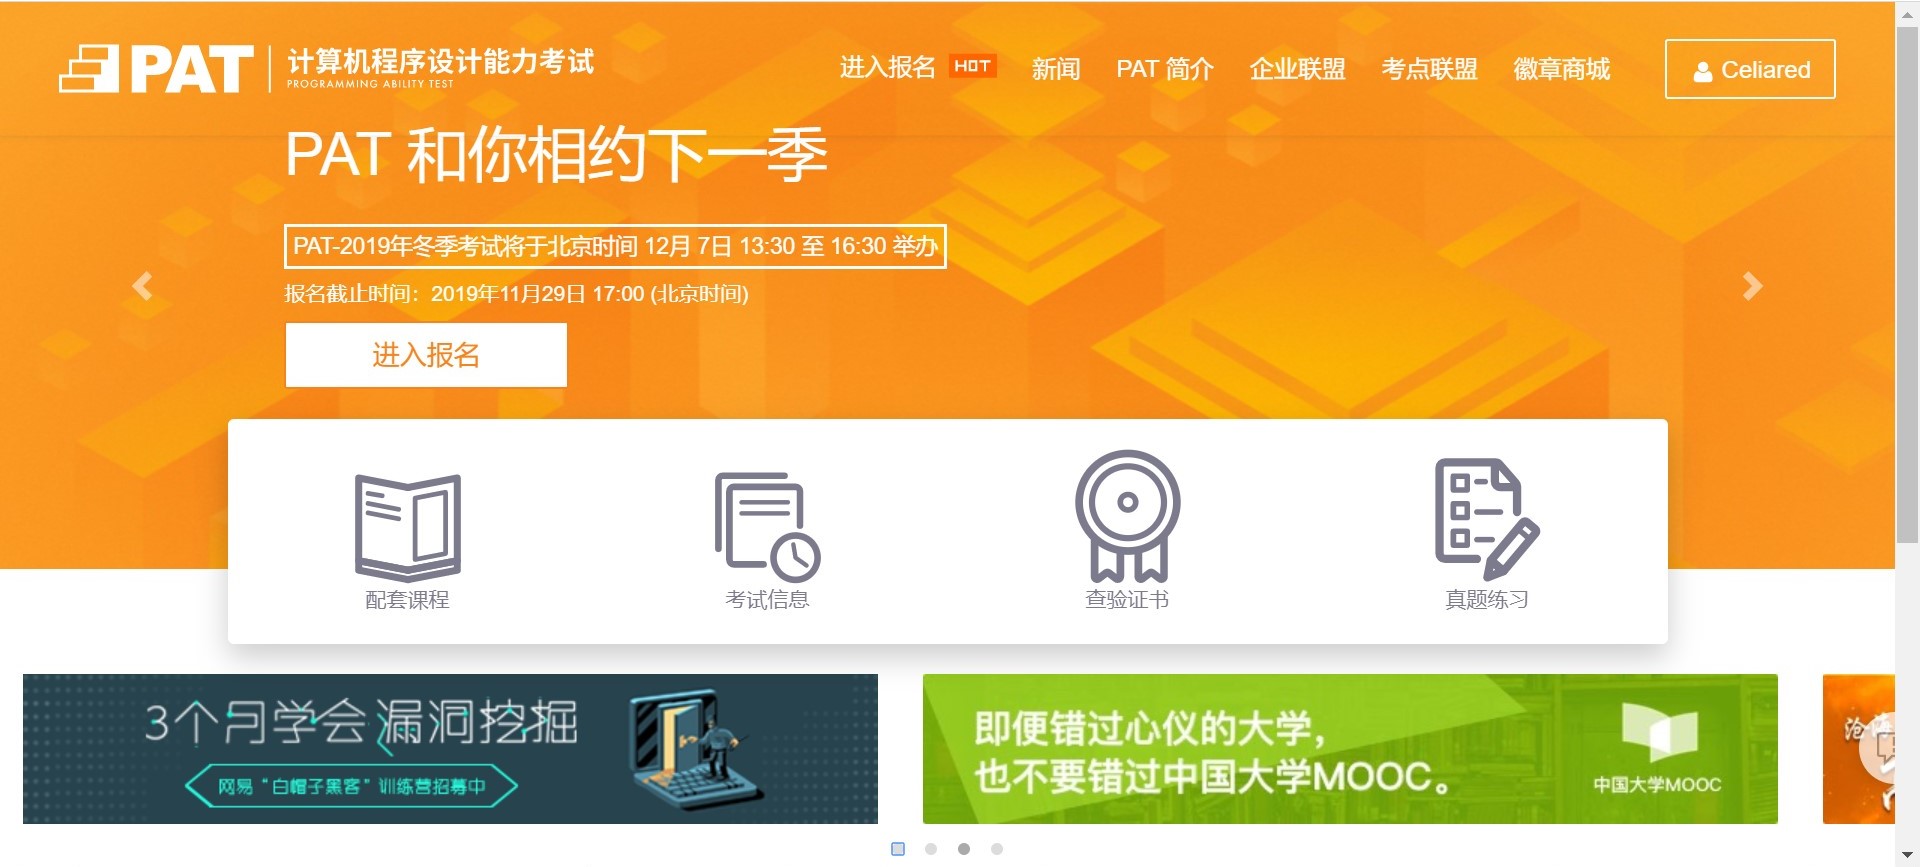 PAT
计算机程序设计能力考试
PROGRAMMING ABILITY TEST
进入报名 HOT 新闻 PAT 简介 企业联盟 考点联盟 徽章商城 Celiared
PAT 和你相约下一季
PAT-2019年冬季考试将于北京时间 12月 7日 13:30 至 16:30 举办
报名截止时间：2019年11月29日 17:00 (北京时间)
进入报名
配套课程 考试信息 查验证书 真题练习
3个月学会漏洞挖掘
网易“白帽子黑客”训练营招募中
即便错过心仪的大学，
也不要错过中国大学MOOC。
中国大学MOOC
沧海